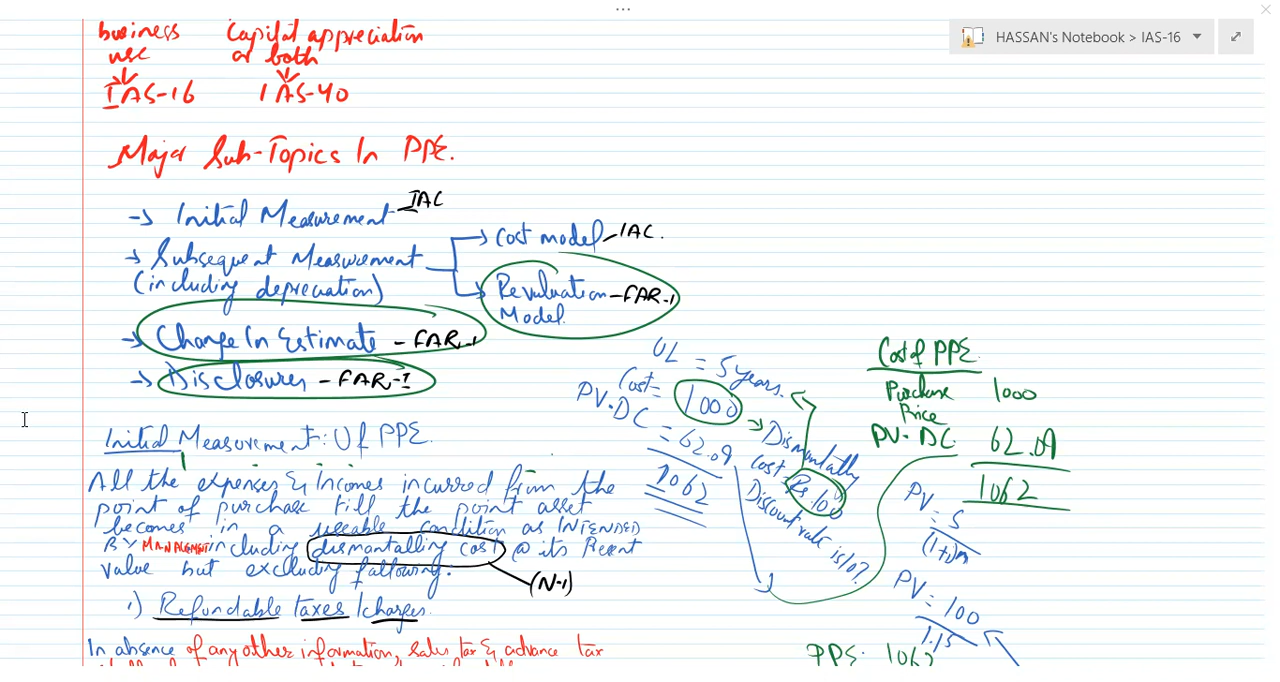 HASSAN's Notebook > IAS-16
business Capital appreciation
use or both
IAS-16 IAS-40
Major Sub-Topics In PPE.
-> Initial Measurement - IAC
-> Subsequent Measurement
(including depreciation)
-> Cost model - IAC.
-> Revaluation - FAR-1
Model.
-> Change In Estimate - FAR-1
-> Disclosures - FAR-1
UL = 5 years.
Cost = 1000
PV.DC = 62.09
1062
-> Dismantally
cost Rs 100
Discount rate is 10%
Cost of PPE
Purchase 1000
Price
PV.DC 62.09
1062
PV = S
(1+r)n
PV = 100
1.15
PPE 1062
Initial Measurement: Of PPE.
All the expenses & Incomes incurred from the
point of purchase till the point asset
becomes in a useable condition as INTENDED
BY MANAGEMENT including dismantalling cost @ its Present
value but excluding following.
(N-1)
1) Refundable taxes/charges.
In absence of any other information, Sales tax & advance tax